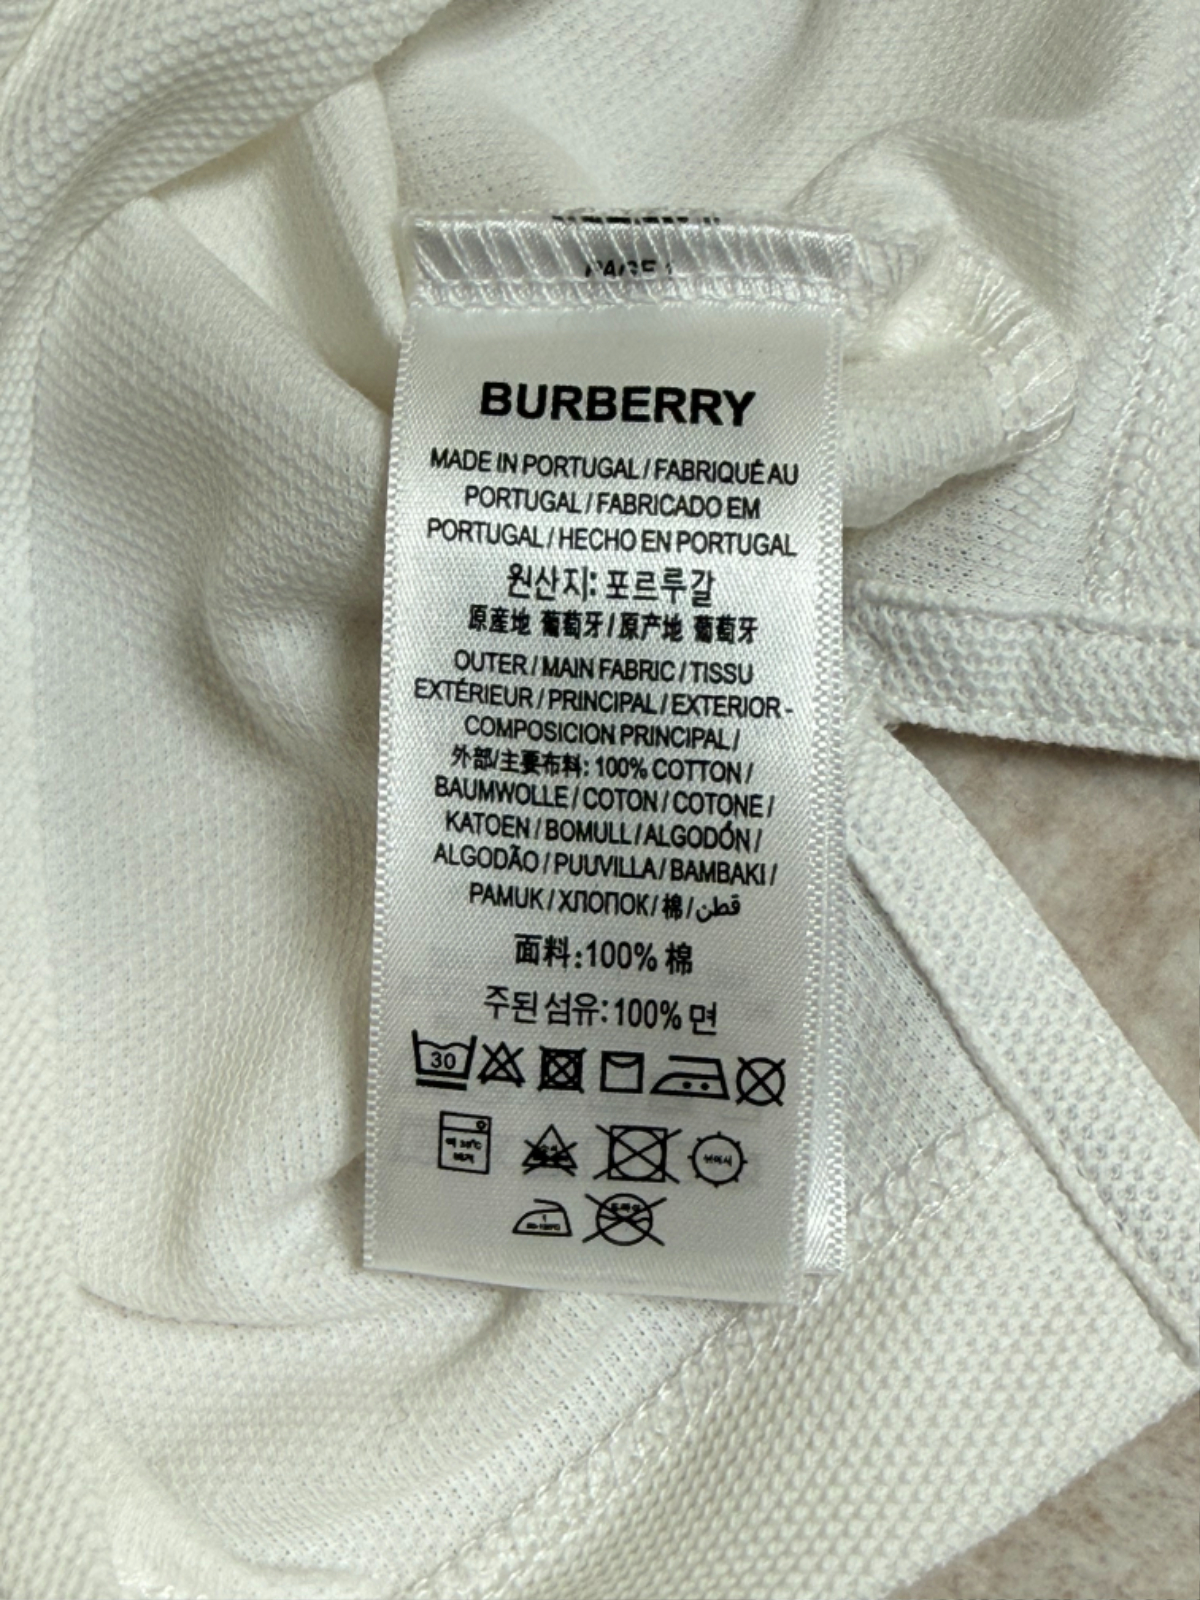 PAGE 1
BURBERRY
MADE IN PORTUGAL / FABRIQUÉ AU
PORTUGAL / FABRICADO EM
PORTUGAL / HECHO EN PORTUGAL
원산지: 포르투갈
原産地 葡萄牙 / 原产地 葡萄牙
OUTER / MAIN FABRIC / TISSU
EXTÉRIEUR / PRINCIPAL / EXTERIOR -
COMPOSICION PRINCIPAL /
外部/主要布料: 100% COTTON /
BAUMWOLLE / COTON / COTONE /
KATOEN / BOMULL / ALGODÓN /
ALGODÃO / PUUVILLA / BAMBAKI /
PAMUK / ХЛОПОК / 棉 / قطن
面料:100% 棉
주된 섬유:100% 면
30